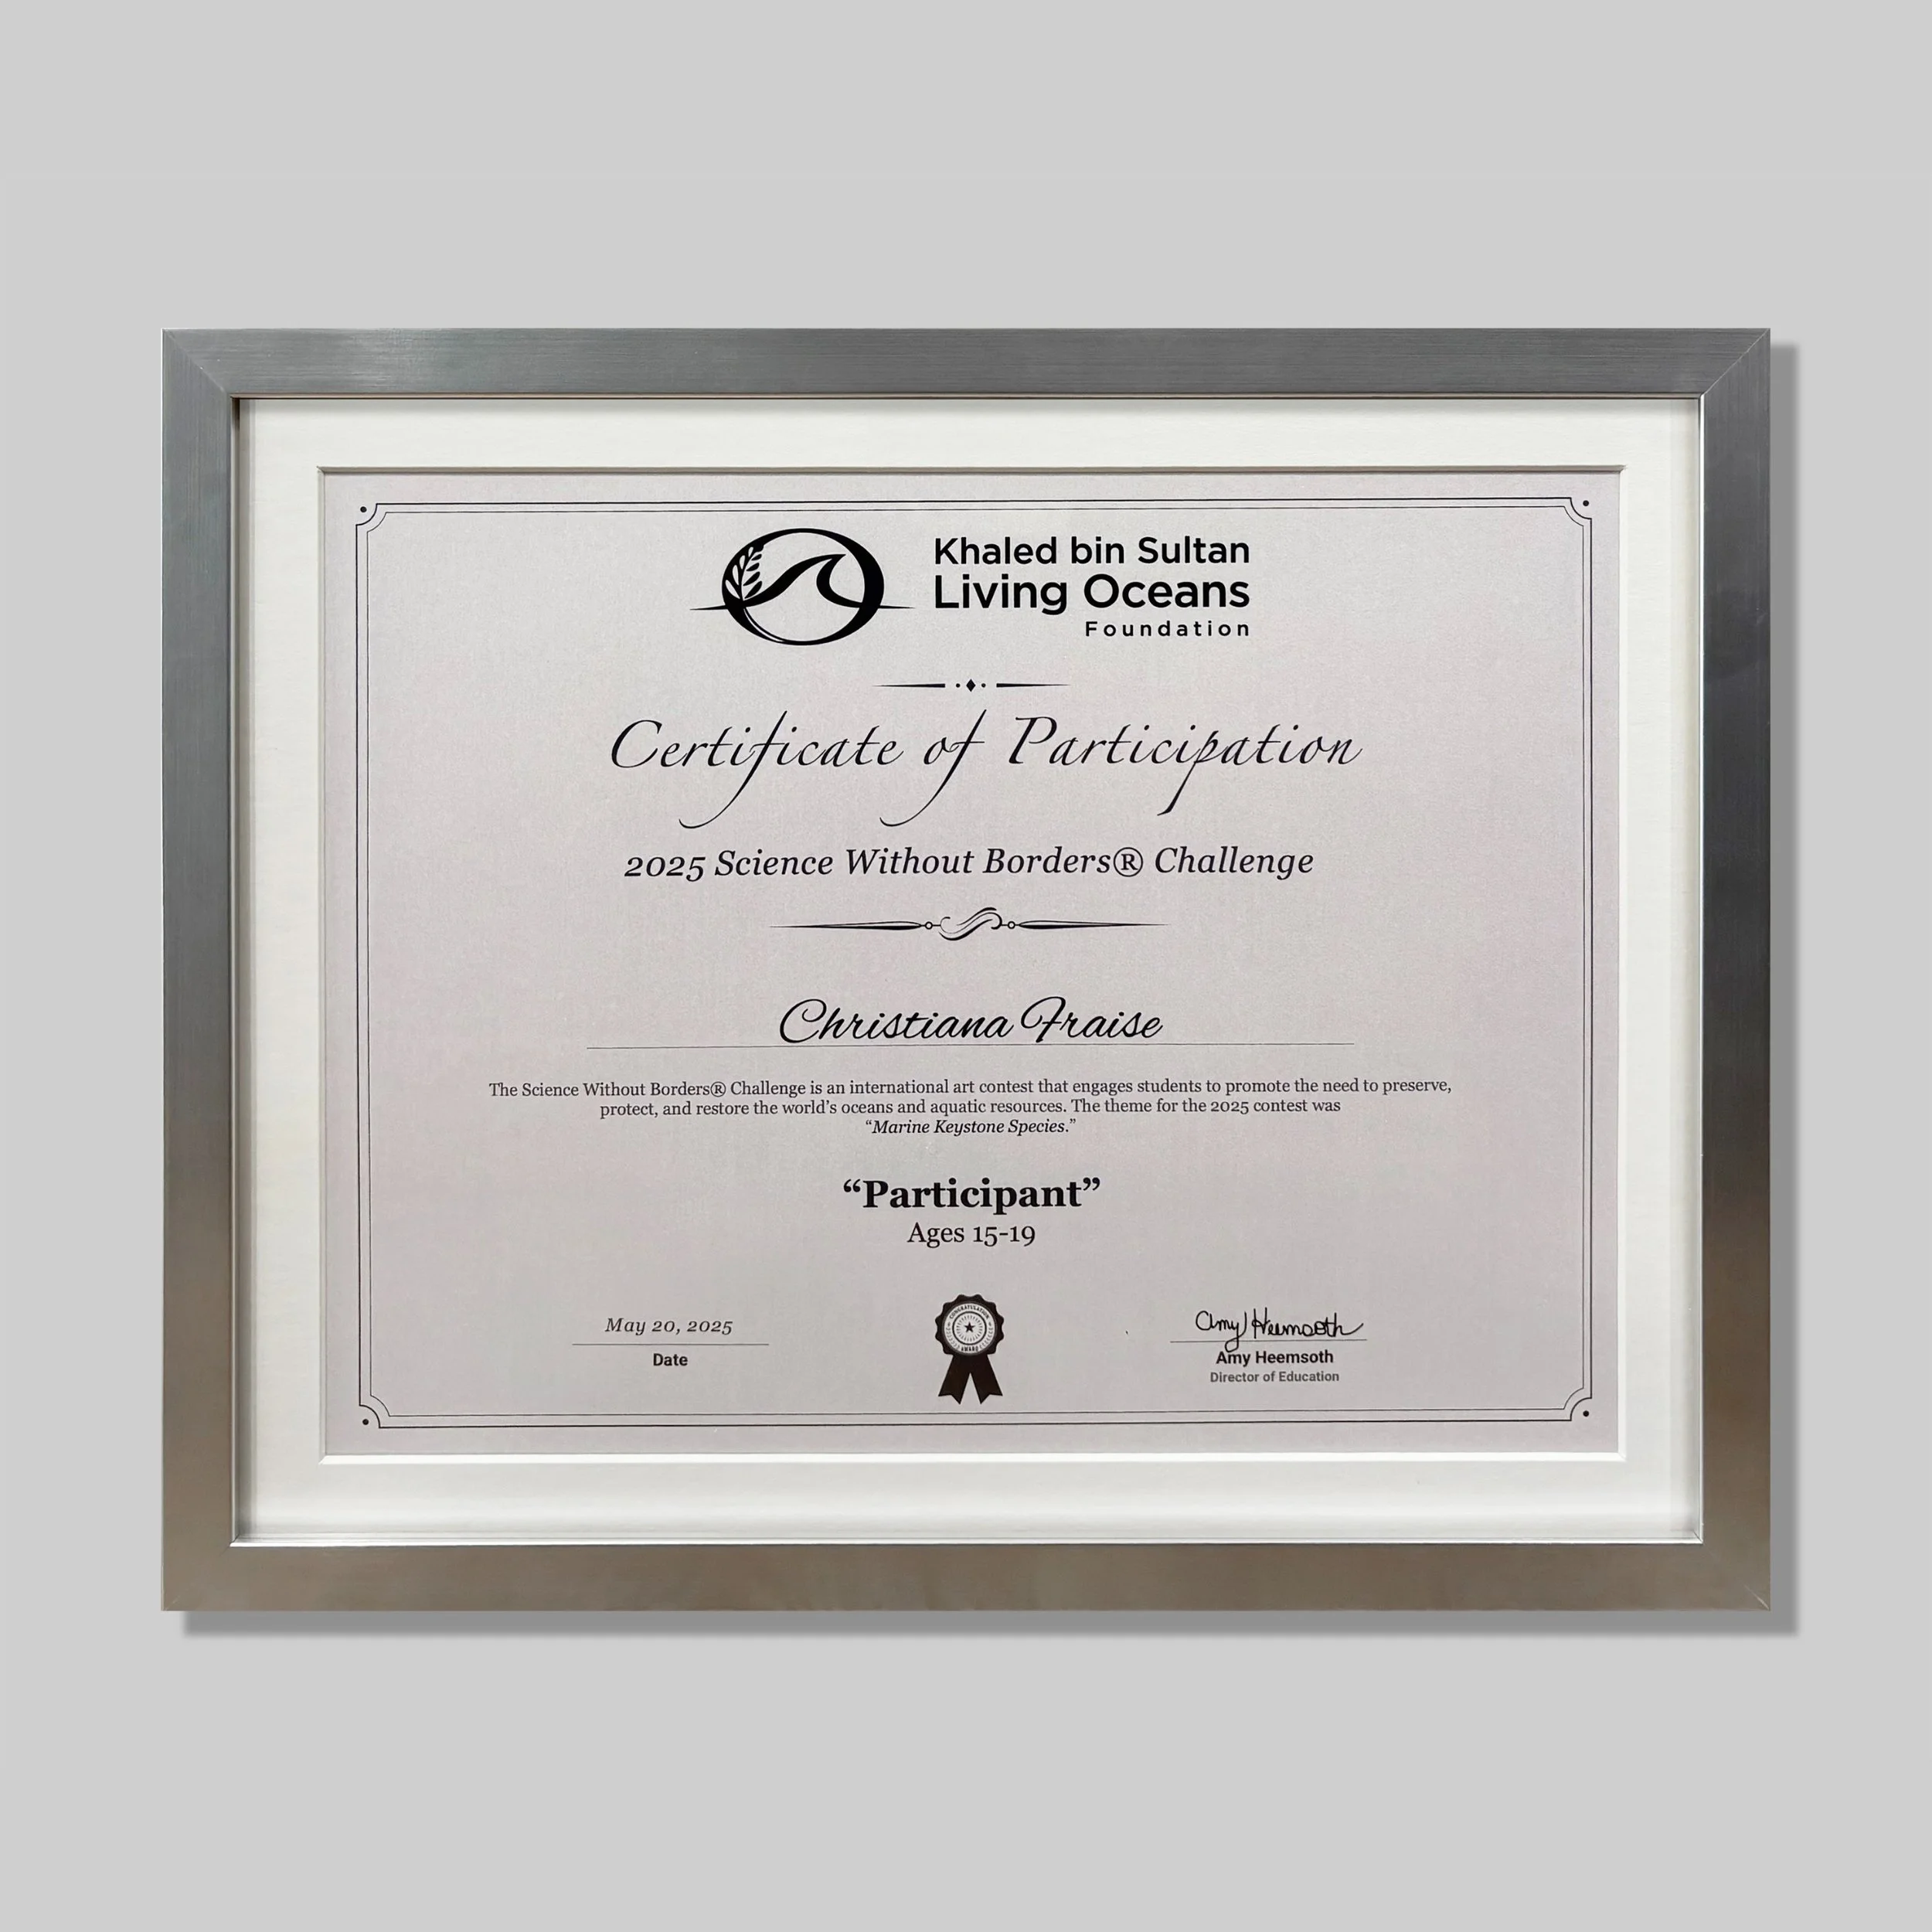 Khaled bin Sultan
Living Oceans
Foundation
Certificate of Participation
2025 Science Without Borders® Challenge
Christiana Fraise
The Science Without Borders® Challenge is an international art contest that engages students to promote the need to preserve,
protect, and restore the world’s oceans and aquatic resources. The theme for the 2025 contest was
“Marine Keystone Species.”
“Participant”
Ages 15-19
May 20, 2025
Date
CONGRATULATION
AWARD
Amy Heemsoth
Amy Heemsoth
Director of Education